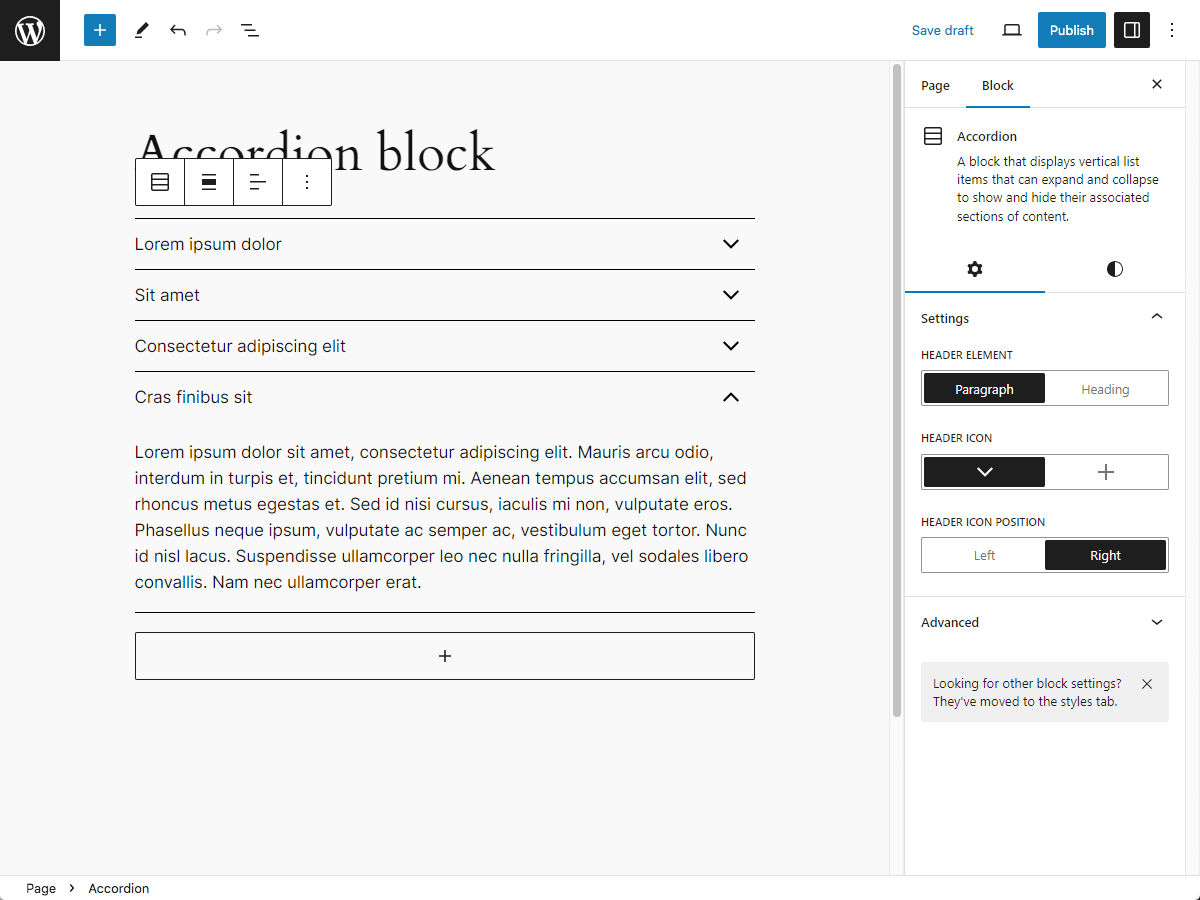 Save draft
Publish
Accordion block
Lorem ipsum dolor
Sit amet
Consectetur adipiscing elit
Cras finibus sit
Lorem ipsum dolor sit amet, consectetur adipiscing elit. Mauris arcu odio,
interdum in turpis et, tincidunt pretium mi. Aenean tempus accumsan elit, sed
rhoncus metus egestas et. Sed id nisi cursus, iaculis mi non, vulputate eros.
Phasellus neque ipsum, vulputate ac semper ac, vestibulum eget tortor. Nunc
id nisl lacus. Suspendisse ullamcorper leo nec nulla fringilla, vel sodales libero
convallis. Nam nec ullamcorper erat.
Page Block
Accordion
A block that displays vertical list
items that can expand and collapse
to show and hide their associated
sections of content.
Settings
HEADER ELEMENT
Paragraph Heading
HEADER ICON
HEADER ICON POSITION
Left Right
Advanced
Looking for other block settings?
They've moved to the styles tab.
Page › Accordion